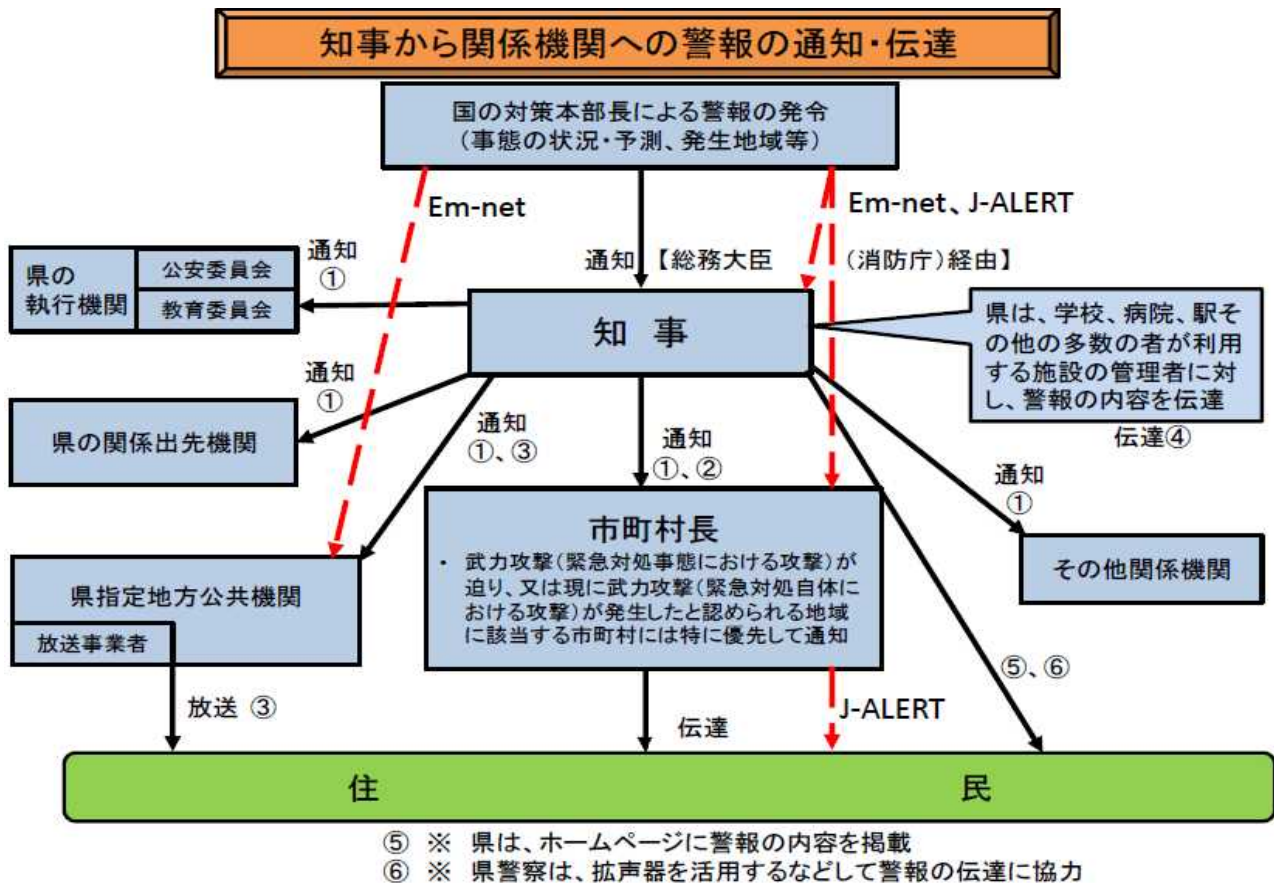 知事から関係機関への警報の通知・伝達
国の対策本部長による警報の発令
(事態の状況・予測、発生地域等)
Em-net
Em-net、J-ALERT
通知
①
県の
執行機関
公安委員会
教育委員会
通知 【総務大臣 (消防庁)経由】
知 事
県は、学校、病院、駅そ
の他の多数の者が利用
する施設の管理者に対
し、警報の内容を伝達
伝達④
通知
①
県の関係出先機関
通知
①、③
通知
①、②
通知
①
市町村長
・ 武力攻撃(緊急対処事態における攻撃)が
迫り、又は現に武力攻撃(緊急対処自体に
おける攻撃)が発生したと認められる地域
に該当する市町村には特に優先して通知
その他関係機関
県指定地方公共機関
放送事業者
⑤、⑥
放送 ③
伝達
J-ALERT
住 民
⑤ ※ 県は、ホームページに警報の内容を掲載
⑥ ※ 県警察は、拡声器を活用するなどして警報の伝達に協力